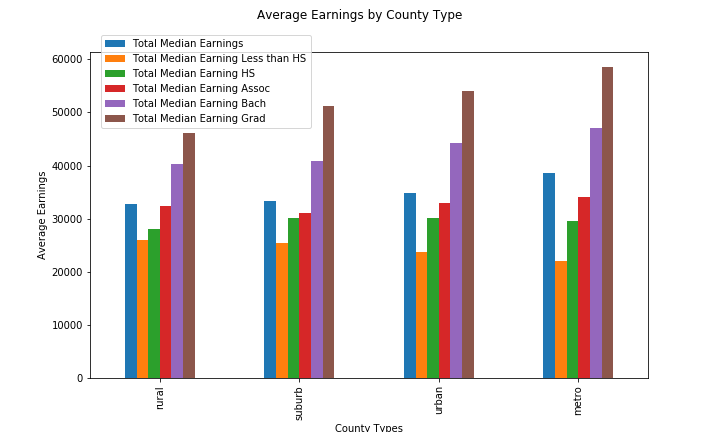 Average Earnings by County Type
Total Median Earnings
Total Median Earning Less than HS
Total Median Earning HS
Total Median Earning Assoc
Total Median Earning Bach
Total Median Earning Grad
60000
50000
40000
30000
20000
10000
0
Average Earnings
rural
suburb
urban
metro
County Types